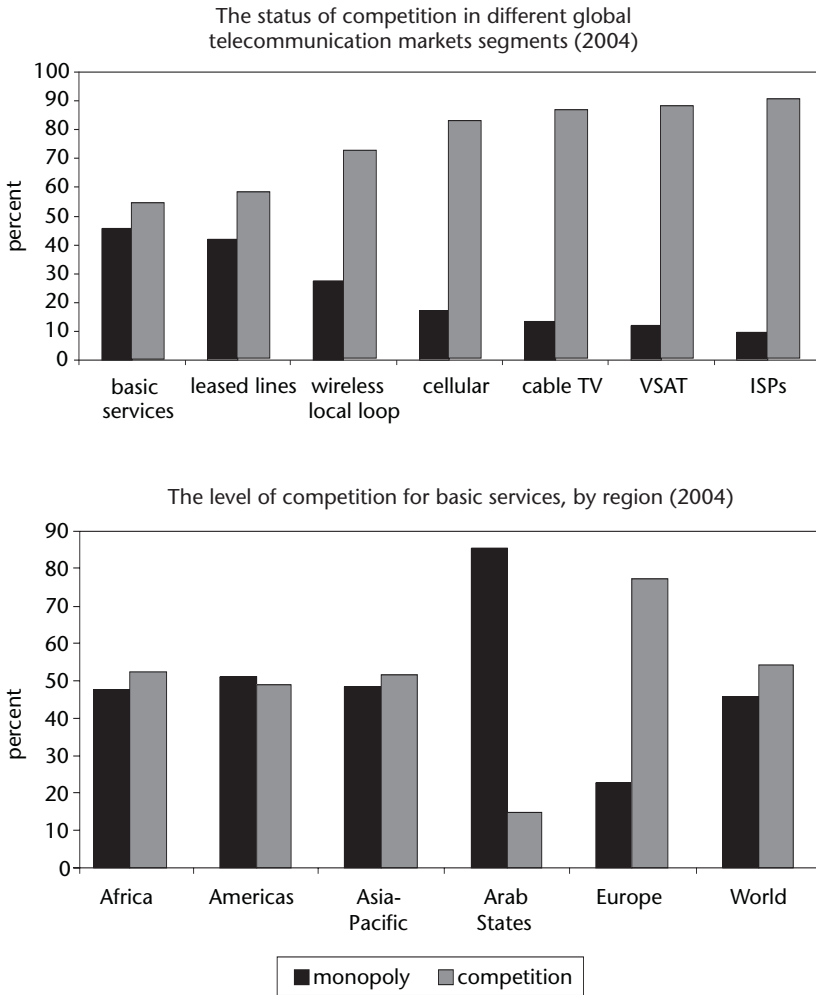 The status of competition in different global
telecommunication markets segments (2004)
100
90
80
70
60
50
40
30
20
10
0
percent
basic
services
leased lines
wireless
local loop
cellular
cable TV
VSAT
ISPs
The level of competition for basic services, by region (2004)
90
80
70
60
50
40
30
20
10
0
percent
Africa
Americas
Asia-
Pacific
Arab
States
Europe
World
monopoly
competition